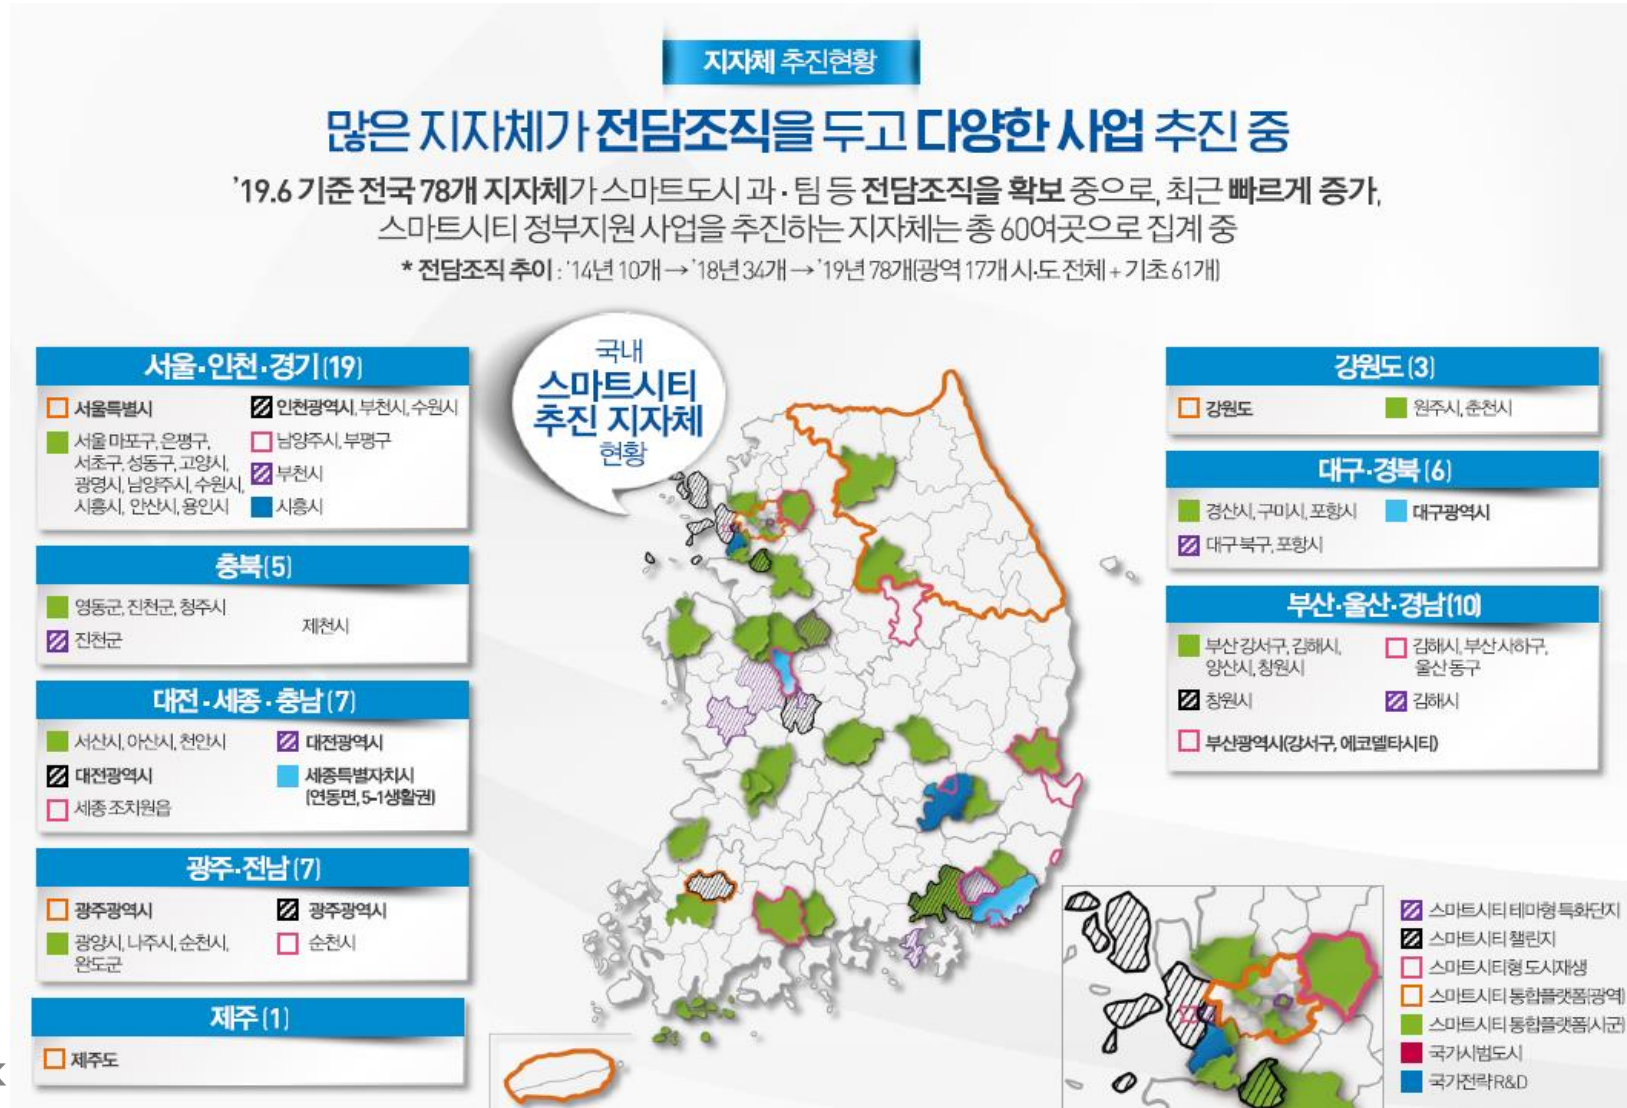 지자체 추진현황
많은 지자체가 전담조직을 두고 다양한 사업 추진 중
'19.6 기준 전국 78개 지자체가 스마트도시 과·팀 등 전담조직을 확보 중으로, 최근 빠르게 증가,
스마트시티 정부지원 사업을 추진하는 지자체는 총 60여곳으로 집계 중
* 전담조직 추이 : '14년 10개→'18년 34개→'19년 78개(광역 17개 시·도 전체 + 기초 61개)
국내
스마트시티
추진 지자체
현황
서울·인천·경기(19)
서울특별시
인천광역시, 부천시, 수원시
서울 마포구, 은평구,
서초구, 성동구, 고양시,
광명시, 남양주시, 수원시,
시흥시, 안산시, 용인시
남양주시, 부평구
부천시
시흥시
충북(5)
영동군, 진천군, 청주시
진천군
제천시
대전·세종·충남(7)
서산시, 아산시, 천안시
대전광역시
대전광역시
세종특별자치시
(연동면, 5-1생활권)
세종 조치원읍
광주·전남(7)
광주광역시
광주광역시
광양시, 나주시, 순천시,
완도군
순천시
제주(1)
제주도
강원도(3)
강원도
원주시, 춘천시
대구·경북(6)
경산시, 구미시, 포항시
대구광역시
대구 북구, 포항시
부산·울산·경남(10)
부산 강서구, 김해시,
양산시, 창원시
김해시, 부산 사하구,
울산 동구
창원시
김해시
부산광역시(강서구, 에코델타시티)
스마트시티 테마형 특화단지
스마트시티 챌린지
스마트시티형 도시재생
스마트시티 통합플랫폼(광역)
스마트시티 통합플랫폼(시군)
국가시범도시
국가전략R&D